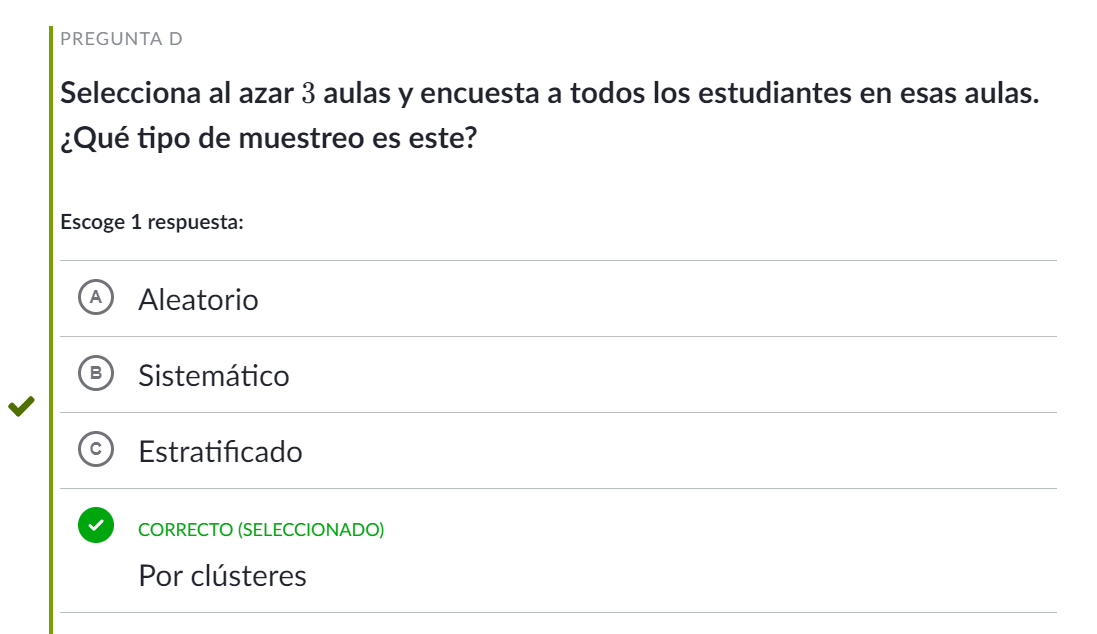 PREGUNTA D
Selecciona al azar 3 aulas y encuesta a todos los estudiantes en esas aulas.
¿Qué tipo de muestreo es este?
Escoge 1 respuesta:
A Aleatorio
B Sistemático
C Estratificado
CORRECTO (SELECCIONADO)
Por clústeres